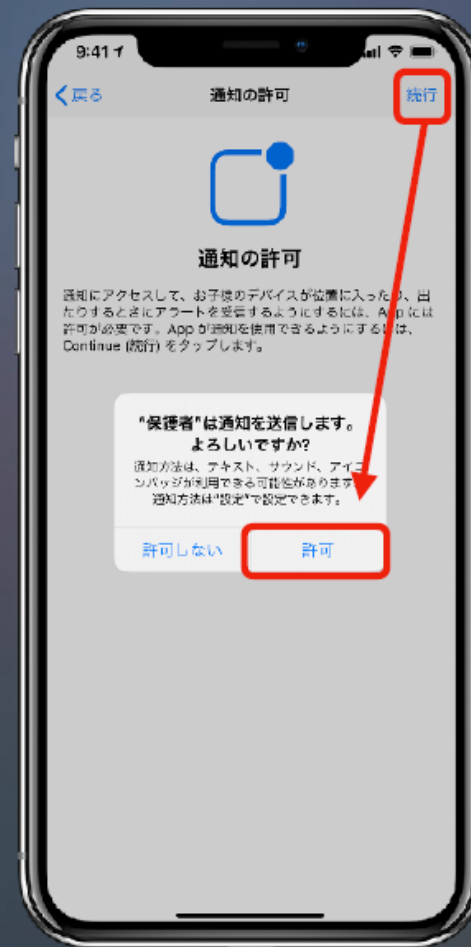 9:41
戻る 通知の許可 続行
通知の許可
通知にアクセスして、お子様のデバイスが位置に入ったり、出
たりするときにアラートを受信するようにするには、App には
許可が必要です。App が通知を使用できるようにするには、
Continue (続行) をタップします。
"保護者"は通知を送信します。
よろしいですか?
通知方法は、テキスト、サウンド、アイコ
ンバッジが利用できる可能性があります。
通知方法は"設定"で設定できます。
許可しない 許可